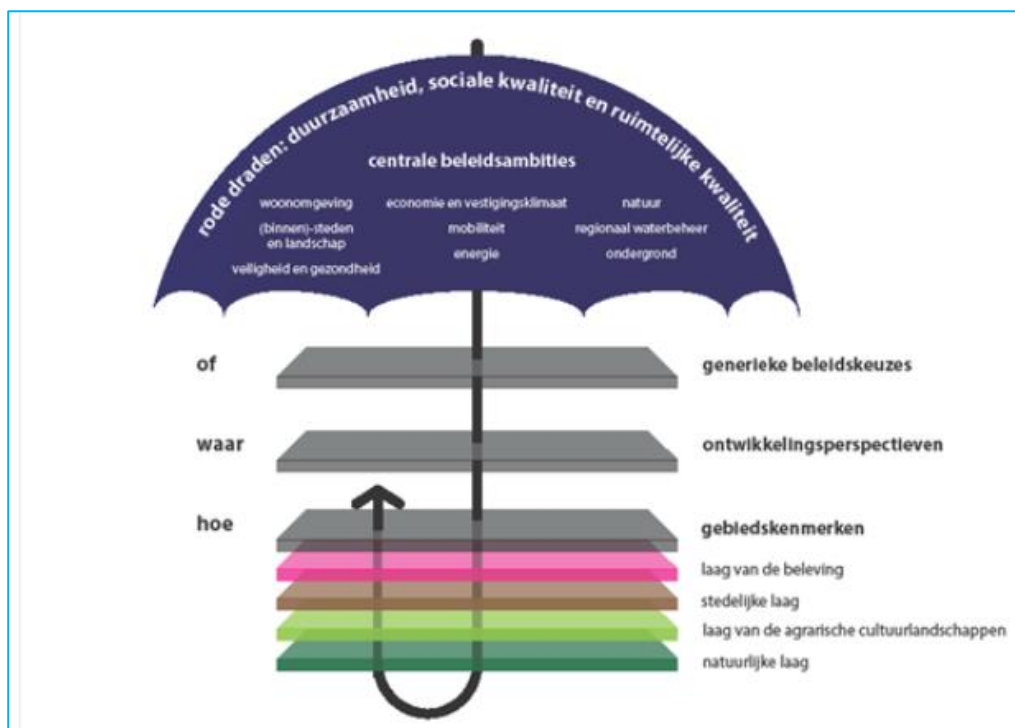 rode draden: duurzaamheid, sociale kwaliteit en ruimtelijke kwaliteit
centrale beleidsambities
woonomgeving
(binnen)-steden
en landschap
veiligheid en gezondheid
economie en vestigingsklimaat
mobiliteit
energie
natuur
regionaal waterbeheer
ondergrond
of
generieke beleidskeuzes
waar
ontwikkelingsperspectieven
hoe
gebiedskenmerken
laag van de beleving
stedelijke laag
laag van de agrarische cultuurlandschappen
natuurlijke laag